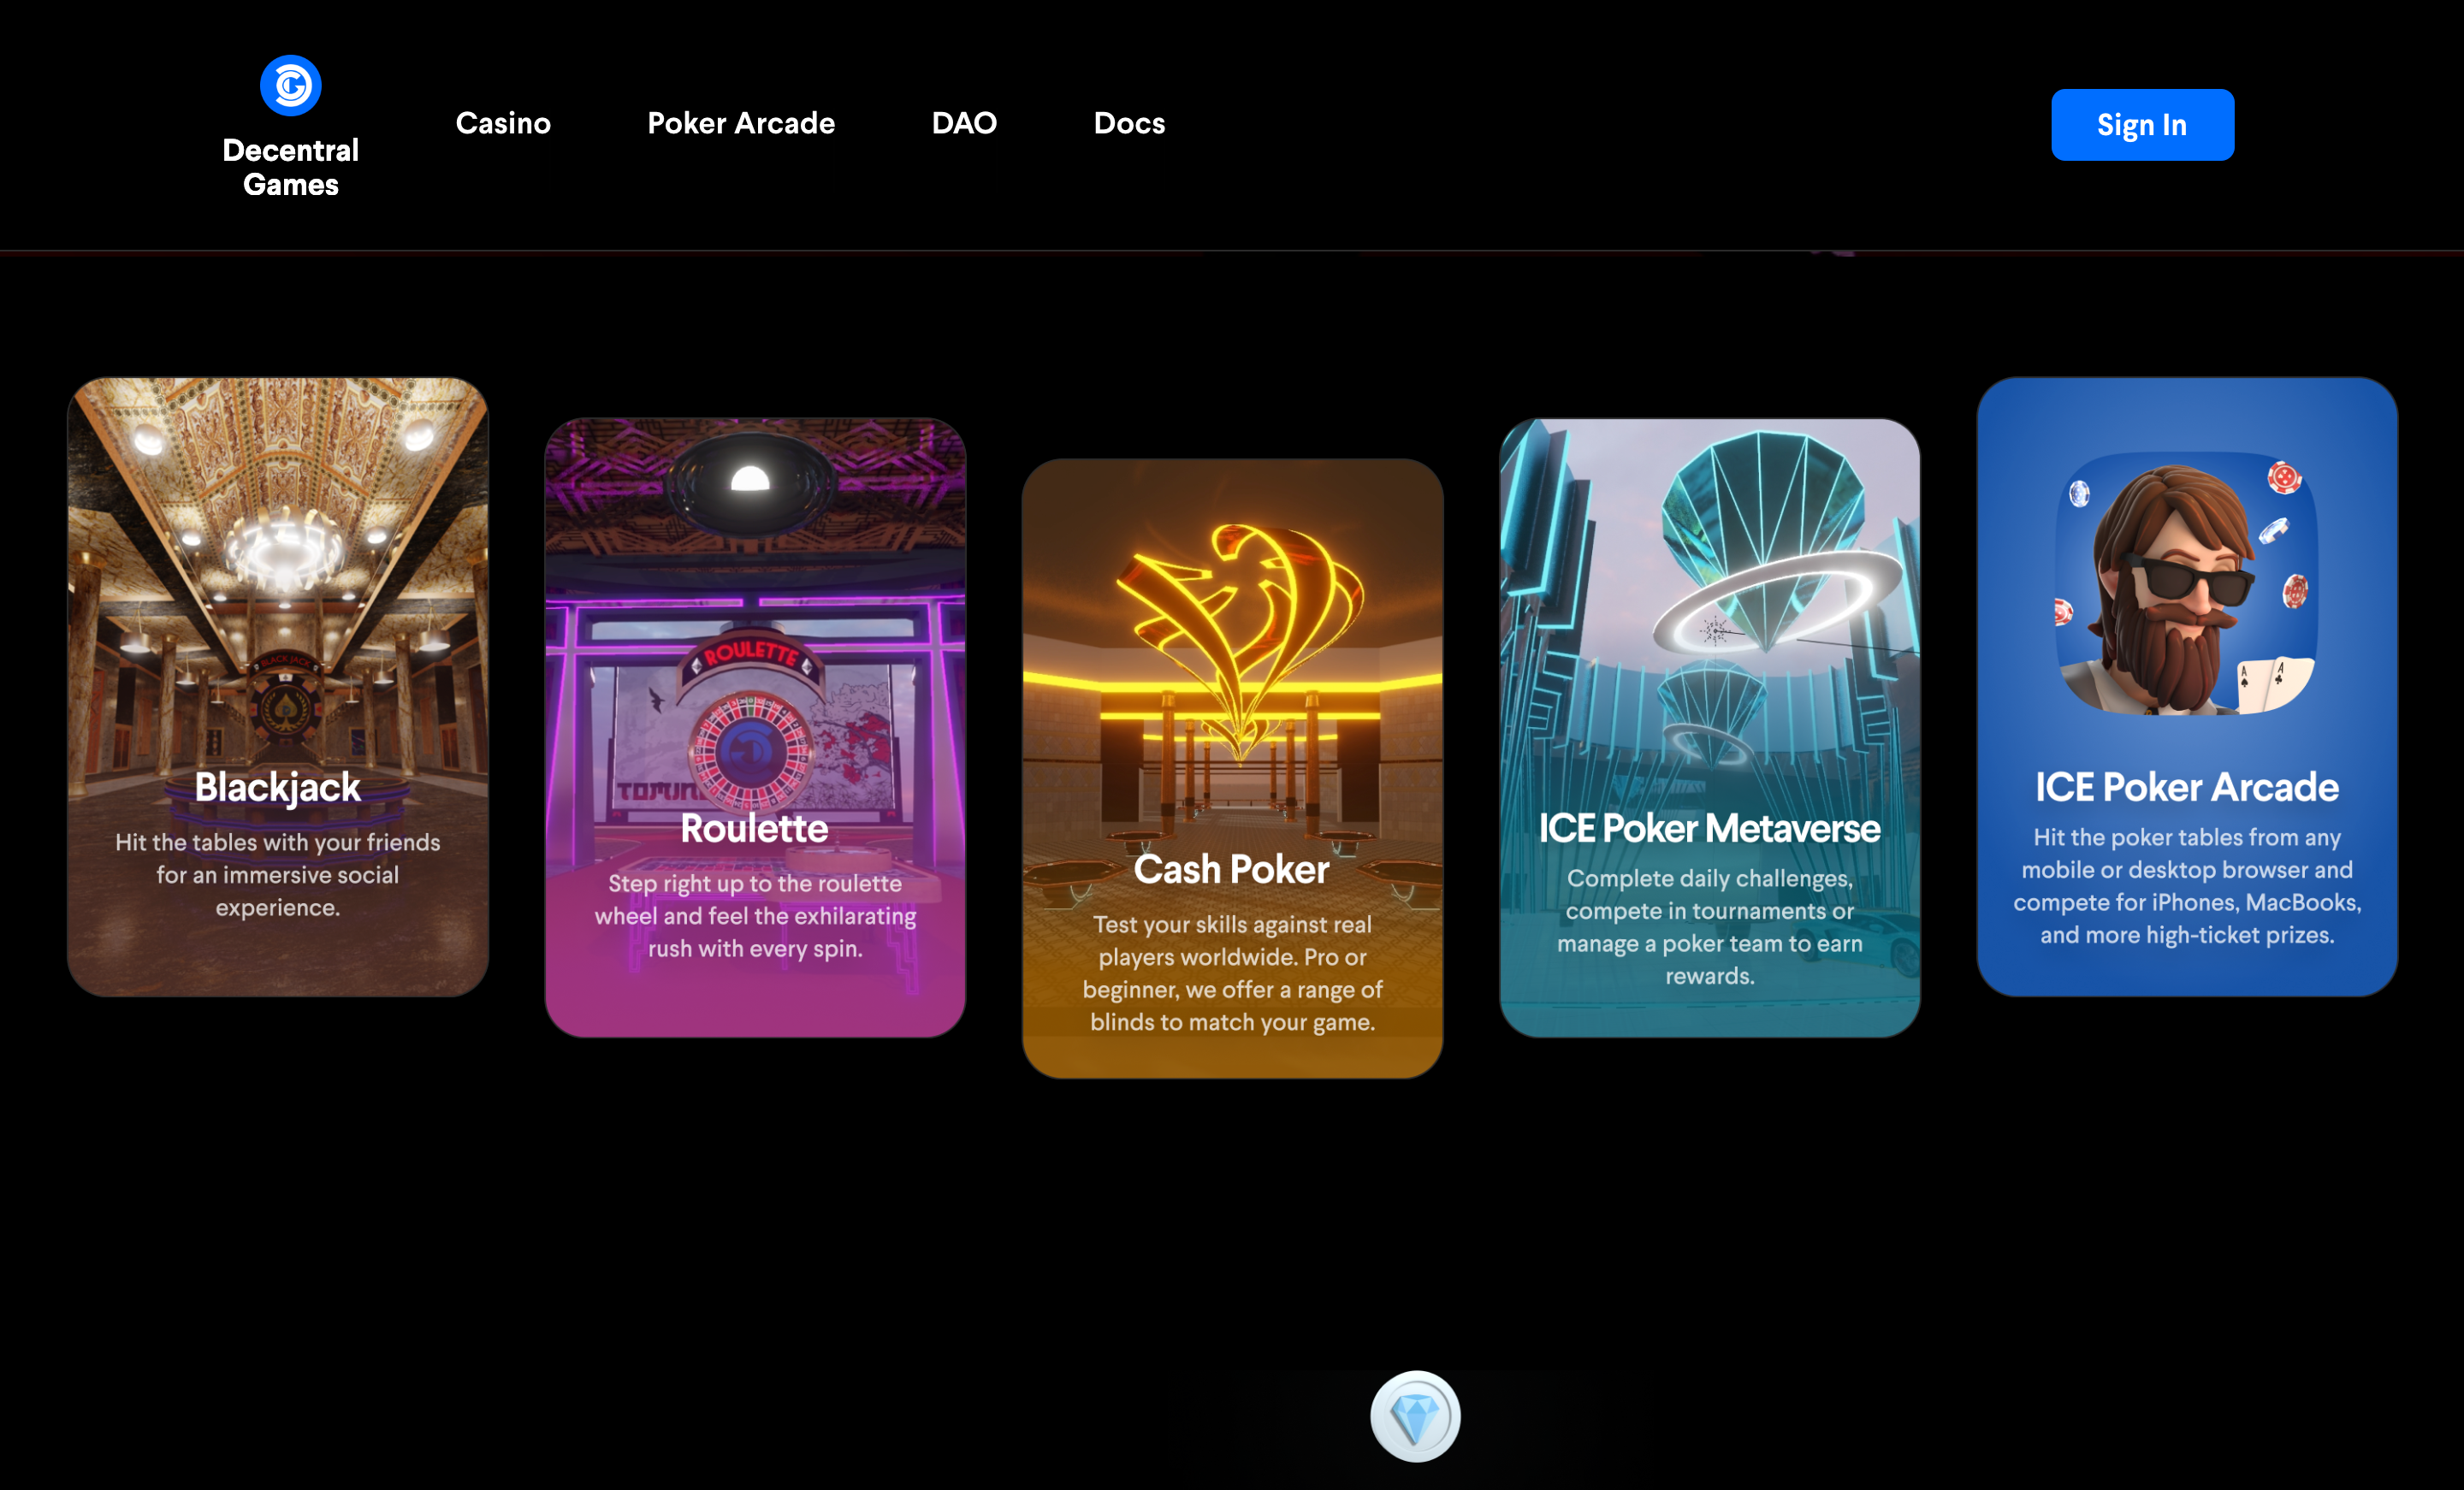 Decentral
Games
Casino
Poker Arcade
DAO
Docs
Sign In
BLACK JACK
Blackjack
Hit the tables with your friends
for an immersive social
experience.
ROULETTE
Roulette
Step right up to the roulette
wheel and feel the exhilarating
rush with every spin.
Cash Poker
Test your skills against real
players worldwide. Pro or
beginner, we offer a range of
blinds to match your game.
ICE Poker Metaverse
Complete daily challenges,
compete in tournaments or
manage a poker team to earn
rewards.
A
A
ICE Poker Arcade
Hit the poker tables from any
mobile or desktop browser and
compete for iPhones, MacBooks,
and more high-ticket prizes.